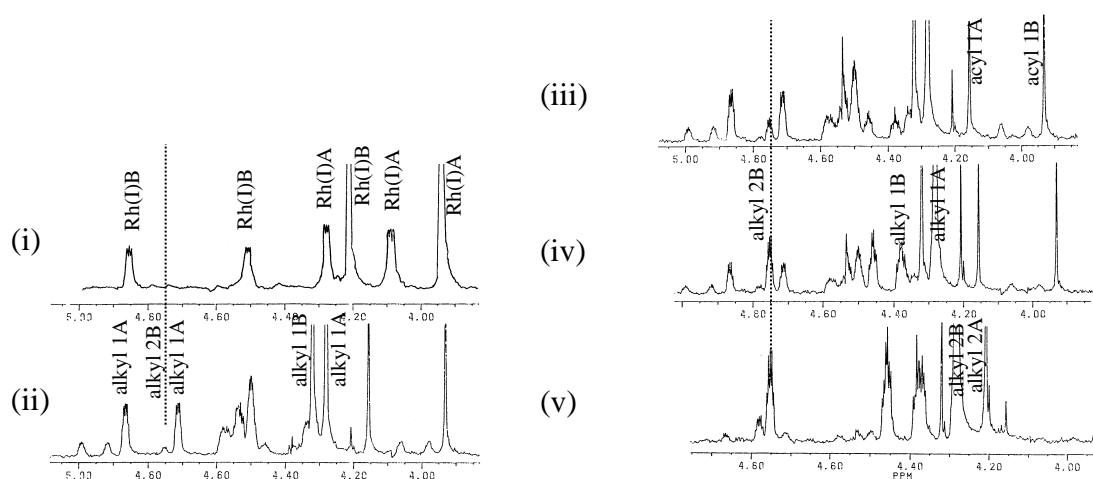 (i)
Rh(I)B
Rh(I)B
Rh(I)A
Rh(I)B
Rh(I)A
Rh(I)A
5.00 4.80 4.60 4.40 4.20 4.00
(ii)
alkyl 1A
alkyl 2B
alkyl 1A
alkyl 1B
alkyl 1A
5.00 4.80 4.60 4.40 4.20 4.00
(iii)
acyl 1A
acyl 1B
5.00 4.80 4.60 4.40 4.20 4.00
(iv)
alkyl 2B
alkyl 1B
alkyl 1A
4.80 4.60 4.40 4.20 4.00
(v)
alkyl 2B
alkyl 2A
4.60 4.60 4.40 4.20 4.00
PPM